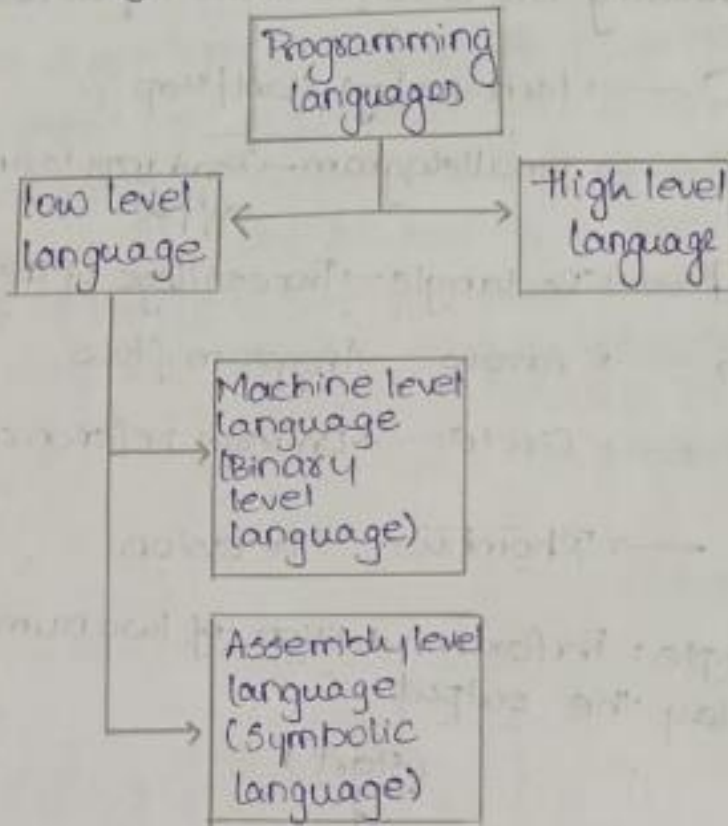 Programming
languages
low level
language
High level
language
Machine level
language
(Binary
level
language)
Assembly level
language
(Symbolic
language)